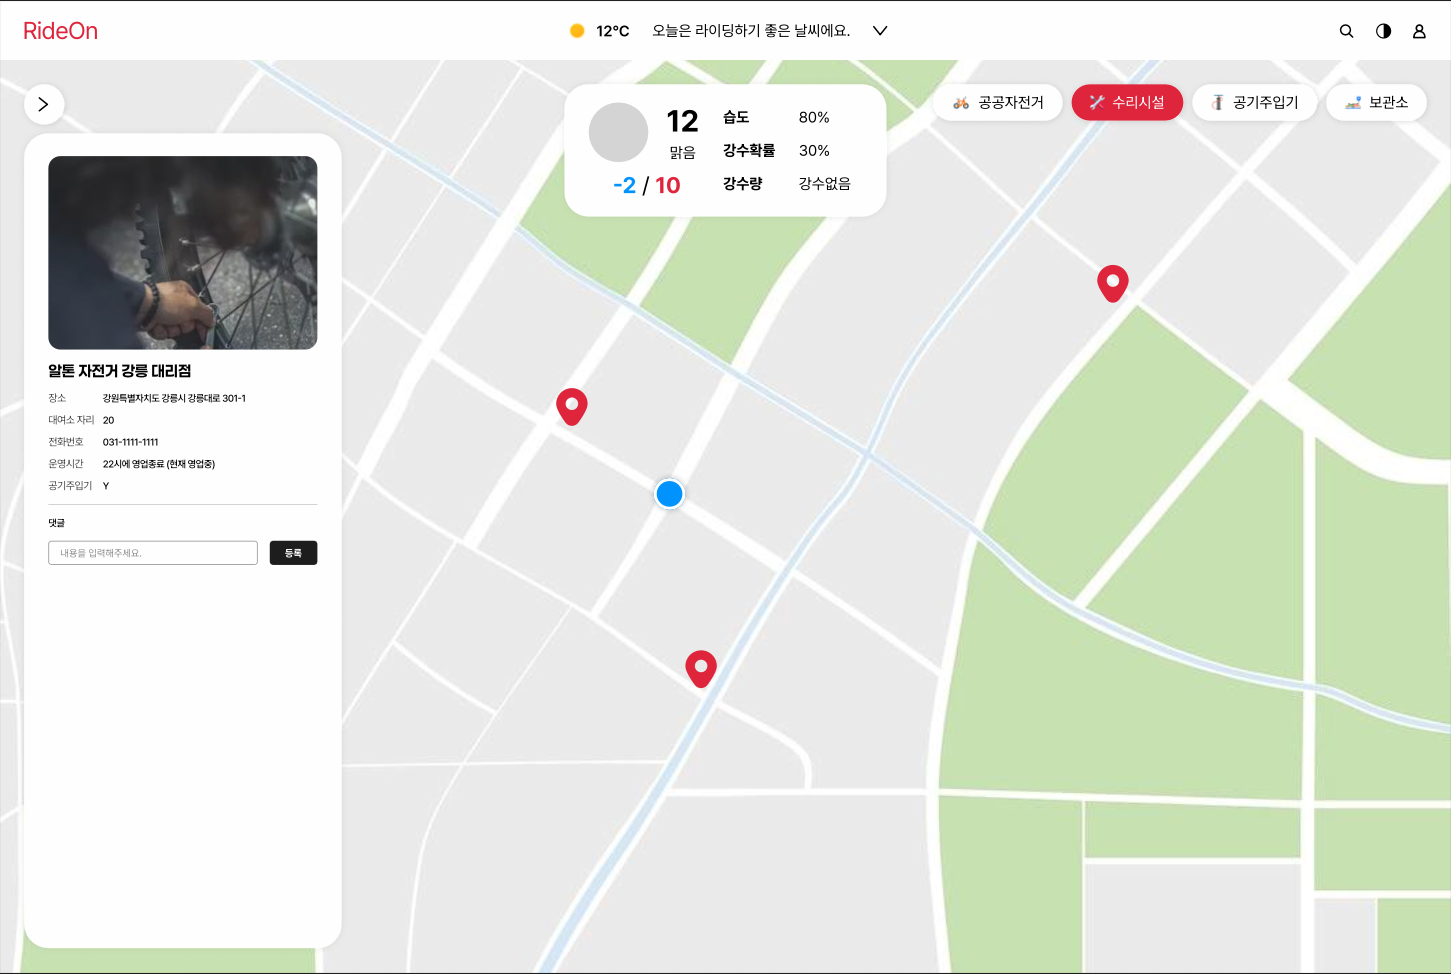 RideOn
12°C 오늘은 라이딩하기 좋은 날씨에요.
공공자전거
수리시설
공기주입기
보관소
12
맑음
-2 / 10
습도 80%
강수확률 30%
강수량 강수없음
알톤 자전거 강릉 대리점
장소 강원특별자치도 강릉시 강릉대로 301-1
대여소 자리 20
전화번호 031-1111-1111
운영시간 22시에 영업종료 (현재 영업중)
공기주입기 Y
댓글
내용을 입력해주세요. 등록